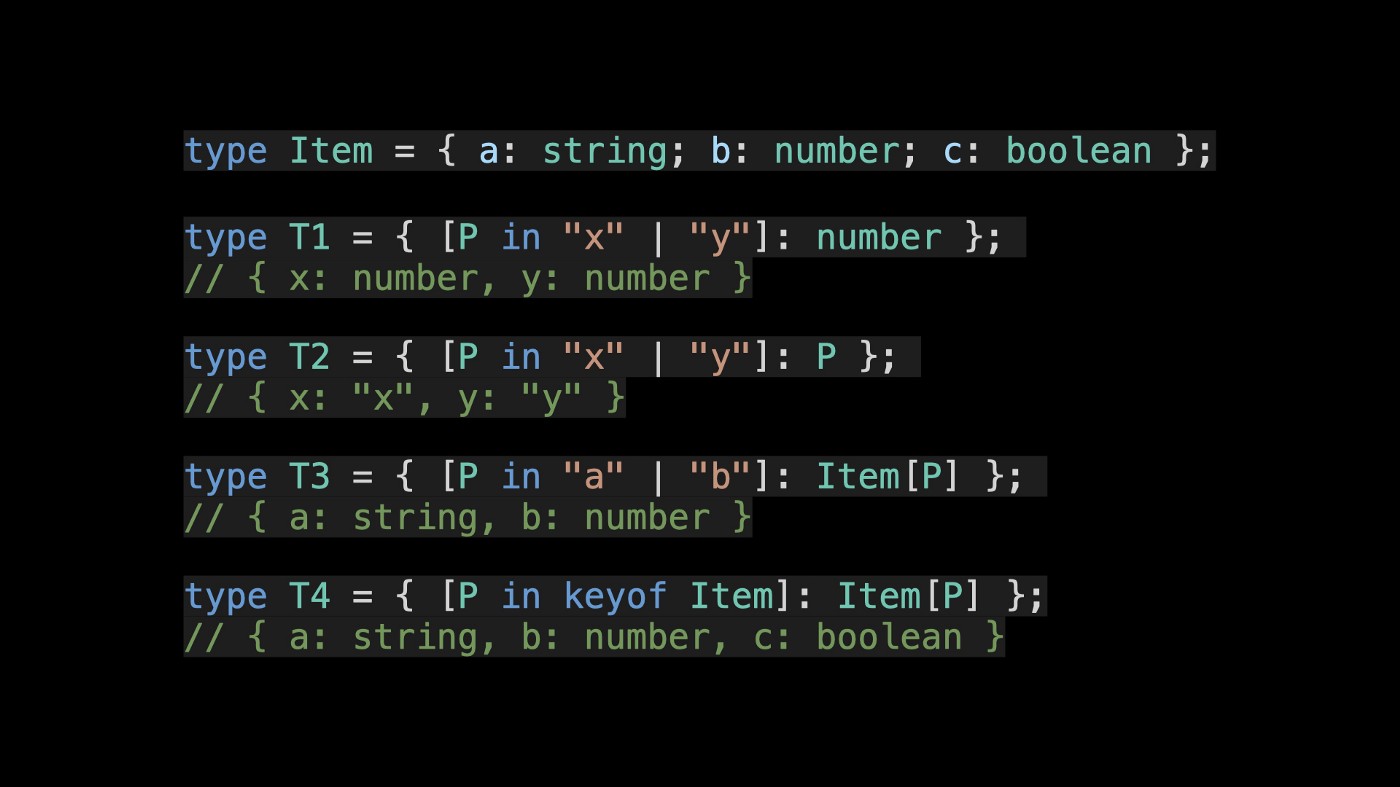 type Item = { a: string; b: number; c: boolean };
type T1 = { [P in "x" | "y"]: number };
// { x: number, y: number }
type T2 = { [P in "x" | "y"]: P };
// { x: "x", y: "y" }
type T3 = { [P in "a" | "b"]: Item[P] };
// { a: string, b: number }
type T4 = { [P in keyof Item]: Item[P] };
// { a: string, b: number, c: boolean }